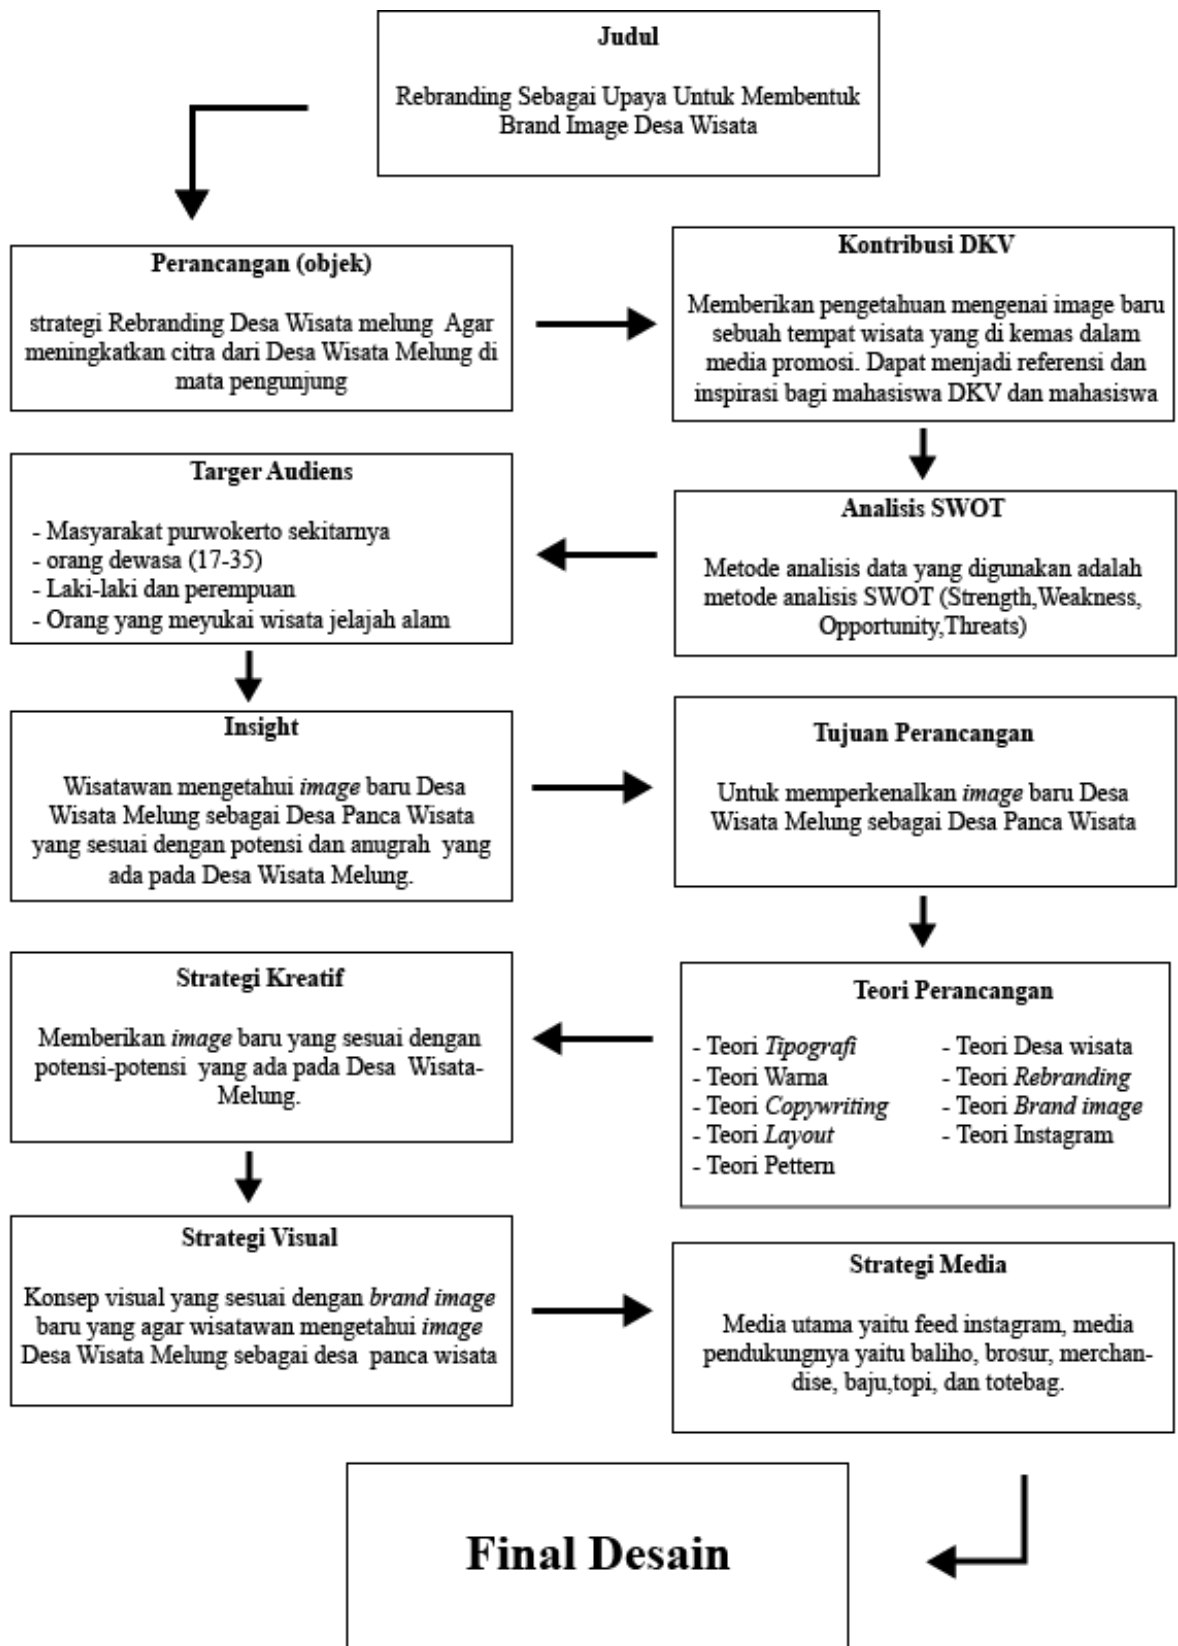 Judul
Rebranding Sebagai Upaya Untuk Membentuk
Brand Image Desa Wisata
Perancangan (objek)
strategi Rebranding Desa Wisata melung Agar
meningkatkan citra dari Desa Wisata Melung di
mata pengunjung
Kontribusi DKV
Memberikan pengetahuan mengenai image baru
sebuah tempat wisata yang di kemas dalam
media promosi. Dapat menjadi referensi dan
inspirasi bagi mahasiswa DKV dan mahasiswa
Analisis SWOT
Metode analisis data yang digunakan adalah
metode analisis SWOT (Strength,Weakness,
Opportunity,Threats)
Targer Audiens
- Masyarakat purwokerto sekitarnya
- orang dewasa (17-35)
- Laki-laki dan perempuan
- Orang yang meyukai wisata jelajah alam
Insight
Wisatawan mengetahui image baru Desa
Wisata Melung sebagai Desa Panca Wisata
yang sesuai dengan potensi dan anugrah yang
ada pada Desa Wisata Melung.
Tujuan Perancangan
Untuk memperkenalkan image baru Desa
Wisata Melung sebagai Desa Panca Wisata
Teori Perancangan
- Teori Tipografi
- Teori Warna
- Teori Copywriting
- Teori Layout
- Teori Pettern
- Teori Desa wisata
- Teori Rebranding
- Teori Brand image
- Teori Instagram
Strategi Kreatif
Memberikan image baru yang sesuai dengan
potensi-potensi yang ada pada Desa Wisata-
Melung.
Strategi Visual
Konsep visual yang sesuai dengan brand image
baru yang agar wisatawan mengetahui image
Desa Wisata Melung sebagai desa panca wisata
Strategi Media
Media utama yaitu feed instagram, media
pendukungnya yaitu baliho, brosur, merchan-
dise, baju,topi, dan totebag.
Final Desain